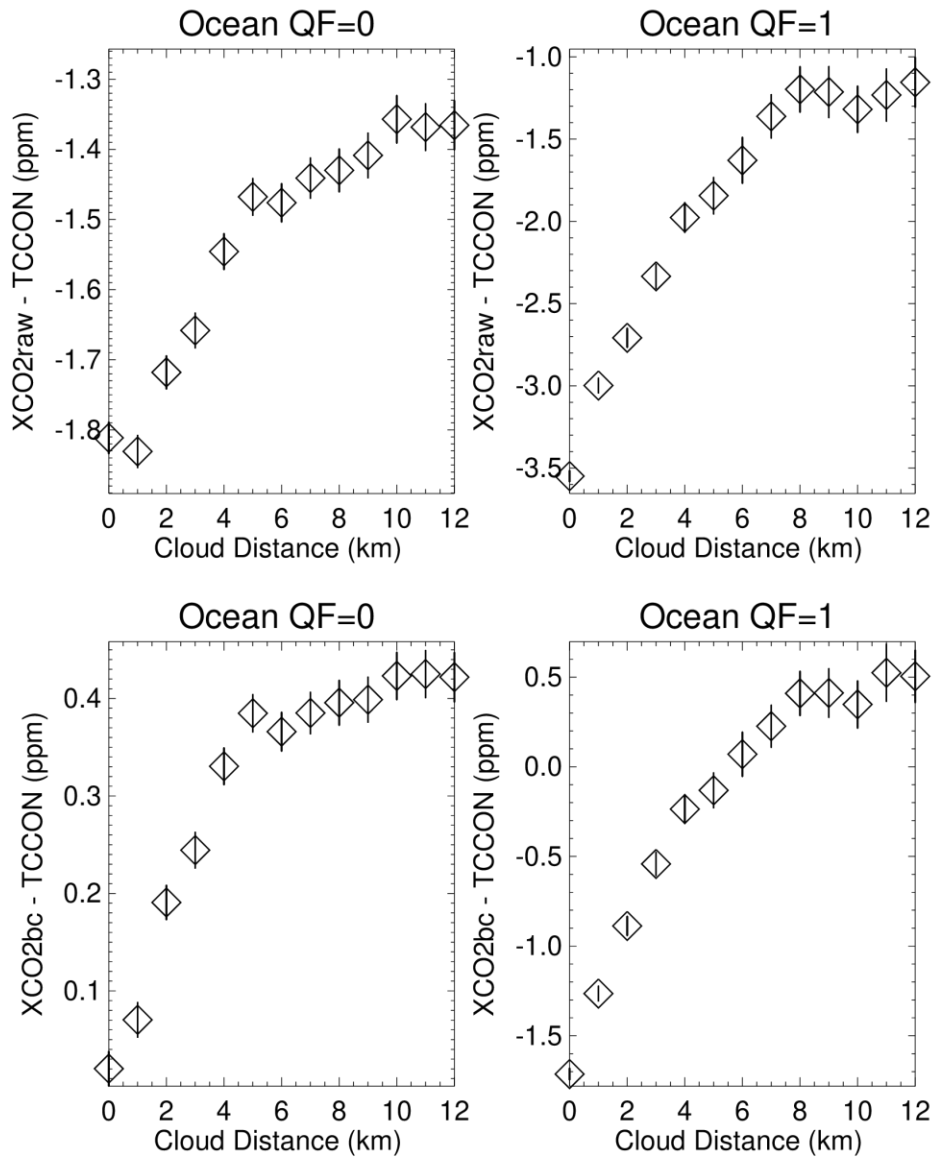 Ocean QF=0
-1.3
-1.4
-1.5
-1.6
-1.7
-1.8
XCO2raw - TCCON (ppm)
0 2 4 6 8 10 12
Cloud Distance (km)
Ocean QF=1
-1.0
-1.5
-2.0
-2.5
-3.0
-3.5
XCO2raw - TCCON (ppm)
0 2 4 6 8 10 12
Cloud Distance (km)
Ocean QF=0
0.4
0.3
0.2
0.1
XCO2bc - TCCON (ppm)
0 2 4 6 8 10 12
Cloud Distance (km)
Ocean QF=1
0.5
0.0
-0.5
-1.0
-1.5
XCO2bc - TCCON (ppm)
0 2 4 6 8 10 12
Cloud Distance (km)